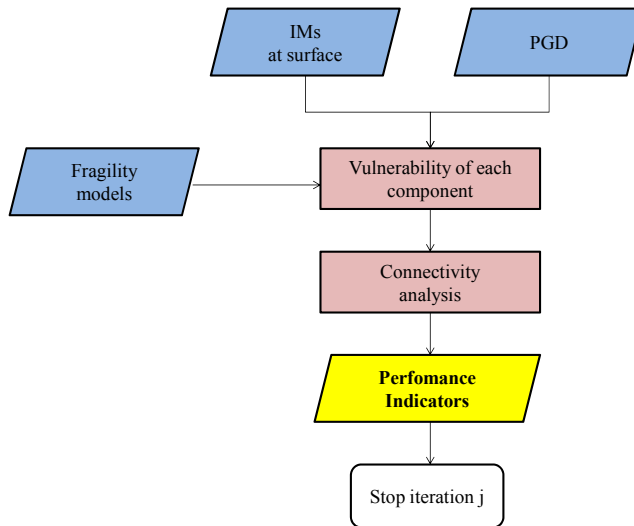 IMs
at surface
PGD
Fragility
models
Vulnerability of each
component
Connectivity
analysis
Perfomance
Indicators
Stop iteration j